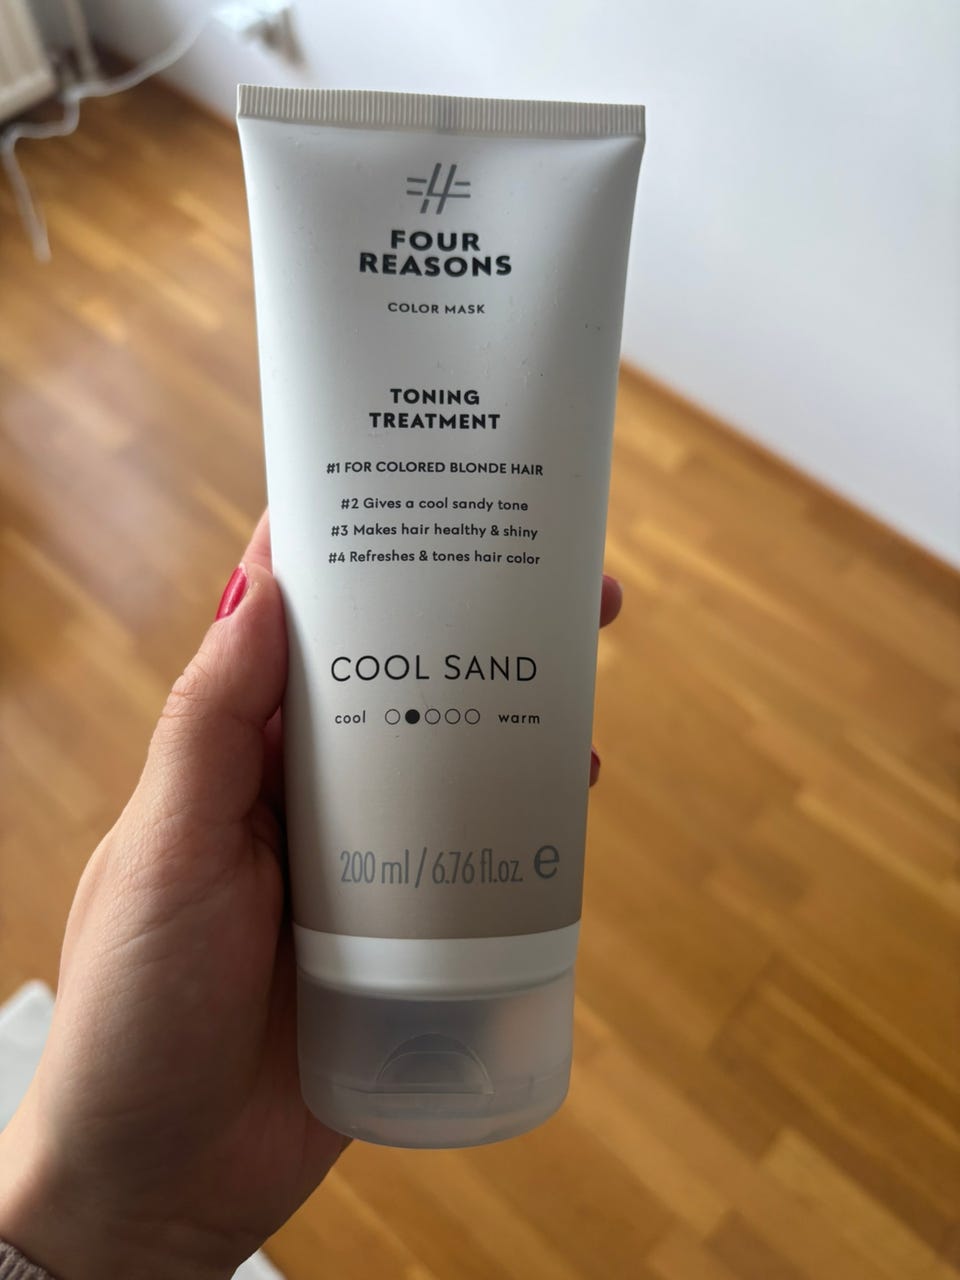 FOUR
REASONS
COLOR MASK
TONING
TREATMENT
#1 FOR COLORED BLONDE HAIR
#2 Gives a cool sandy tone
#3 Makes hair healthy & shiny
#4 Refreshes & tones hair color
COOL SAND
cool warm
200 ml / 6.76 fl.oz. e